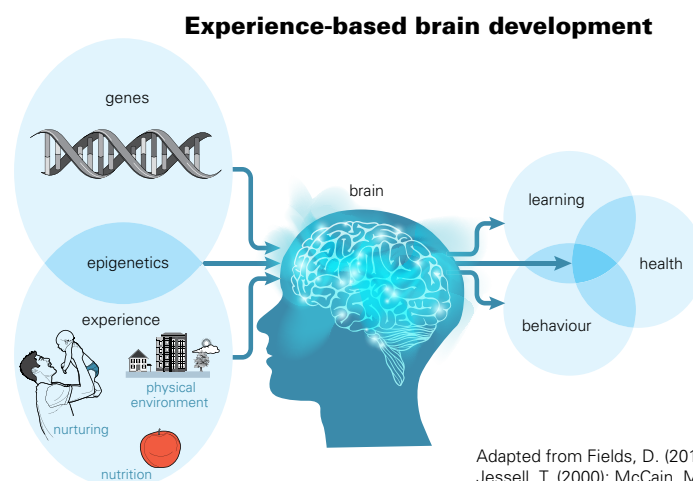 Experience-based brain development
genes
brain
learning
epigenetics
health
experience
behaviour
physical
environment
nurturing
nutrition
Adapted from Fields, D. (201
Jessell, T. (2000); McCain, M